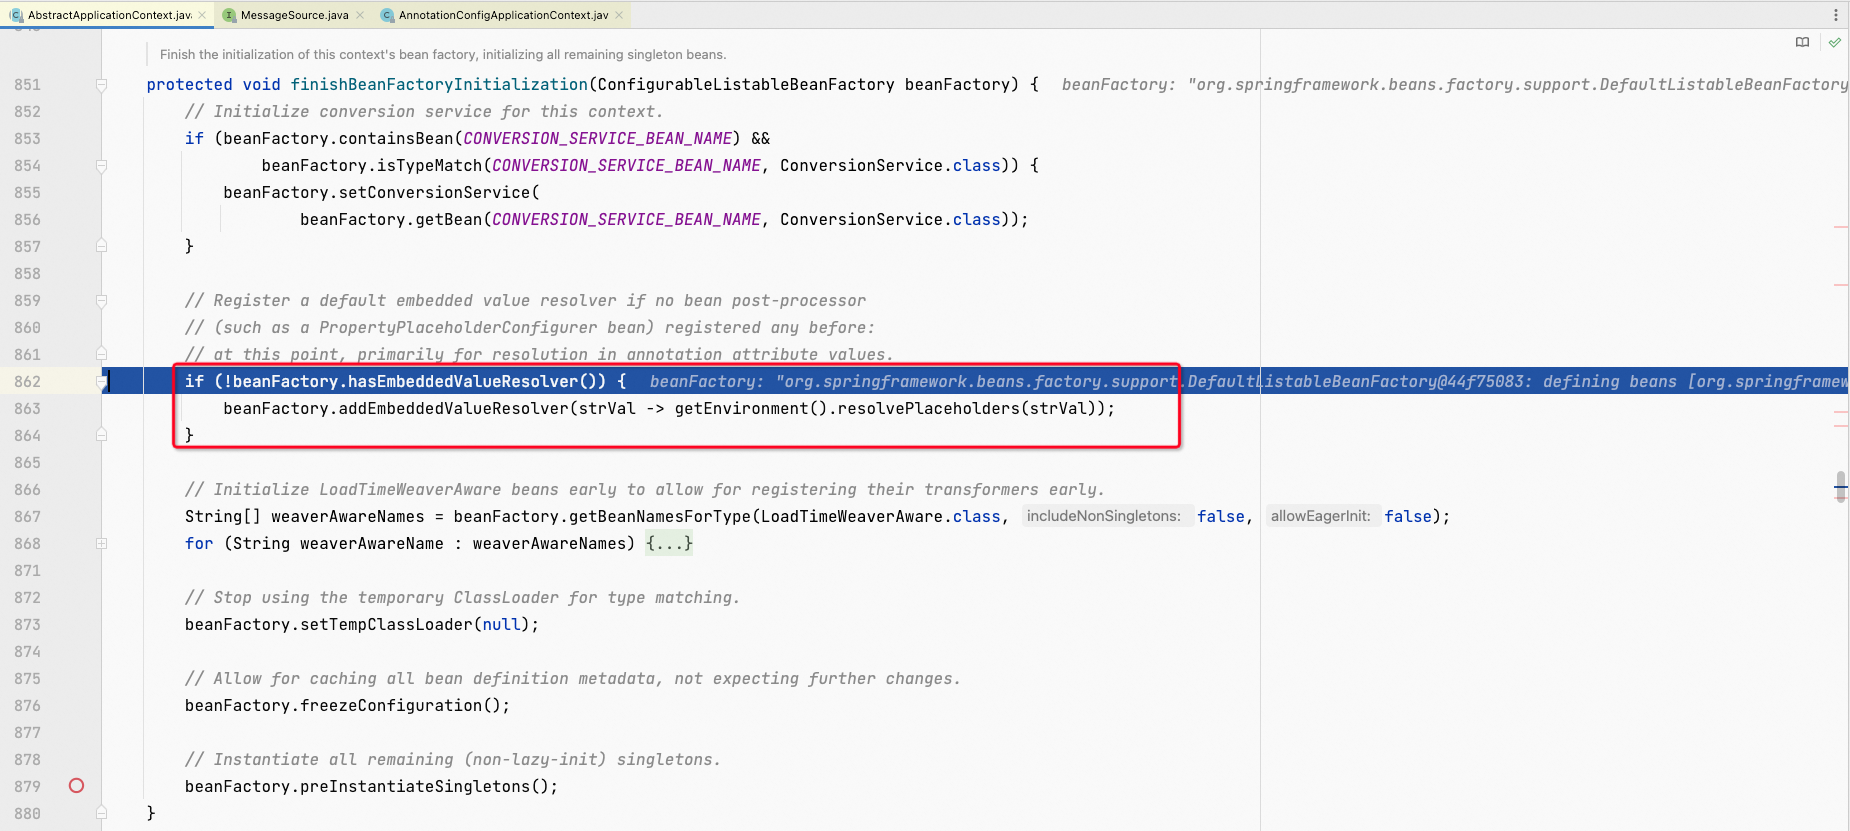 AbstractApplicationContext.java MessageSource.java AnnotationConfigApplicationContext.jav
Finish the initialization of this context's bean factory, initializing all remaining singleton beans.
851 protected void finishBeanFactoryInitialization(ConfigurableListableBeanFactory beanFactory) { beanFactory: "org.springframework.beans.factory.support.DefaultListableBeanFactory
852 // Initialize conversion service for this context.
853 if (beanFactory.containsBean(CONVERSION_SERVICE_BEAN_NAME) &&
854 beanFactory.isTypeMatch(CONVERSION_SERVICE_BEAN_NAME, ConversionService.class)) {
855 beanFactory.setConversionService(
856 beanFactory.getBean(CONVERSION_SERVICE_BEAN_NAME, ConversionService.class));
857 }
858
859 // Register a default embedded value resolver if no bean post-processor
860 // (such as a PropertyPlaceholderConfigurer bean) registered any before:
861 // at this point, primarily for resolution in annotation attribute values.
862 if (!beanFactory.hasEmbeddedValueResolver()) { beanFactory: "org.springframework.beans.factory.support.DefaultListableBeanFactory@44f75083: defining beans [org.springframew
863 beanFactory.addEmbeddedValueResolver(strVal -> getEnvironment().resolvePlaceholders(strVal));
864 }
865
866 // Initialize LoadTimeWeaverAware beans early to allow for registering their transformers early.
867 String[] weaverAwareNames = beanFactory.getBeanNamesForType(LoadTimeWeaverAware.class, includeNonSingletons: false, allowEagerInit: false);
868 for (String weaverAwareName : weaverAwareNames) {...}
871
872 // Stop using the temporary ClassLoader for type matching.
873 beanFactory.setTempClassLoader(null);
874
875 // Allow for caching all bean definition metadata, not expecting further changes.
876 beanFactory.freezeConfiguration();
877
878 // Instantiate all remaining (non-lazy-init) singletons.
879 beanFactory.preInstantiateSingletons();
880 }